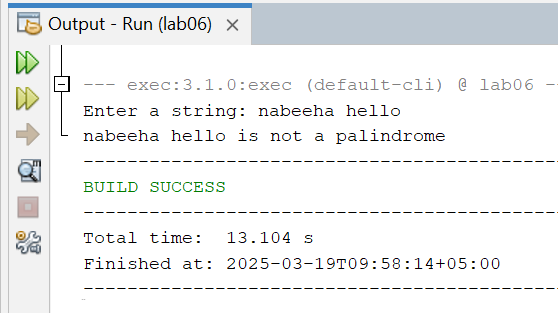 Output - Run (lab06) ×
--- exec:3.1.0:exec (default-cli) @ lab06 --
Enter a string: nabeeha hello
nabeeha hello is not a palindrome
------------------------------------------------
BUILD SUCCESS
------------------------------------------------
Total time:  13.104 s
Finished at: 2025-03-19T09:58:14+05:00
------------------------------------------------